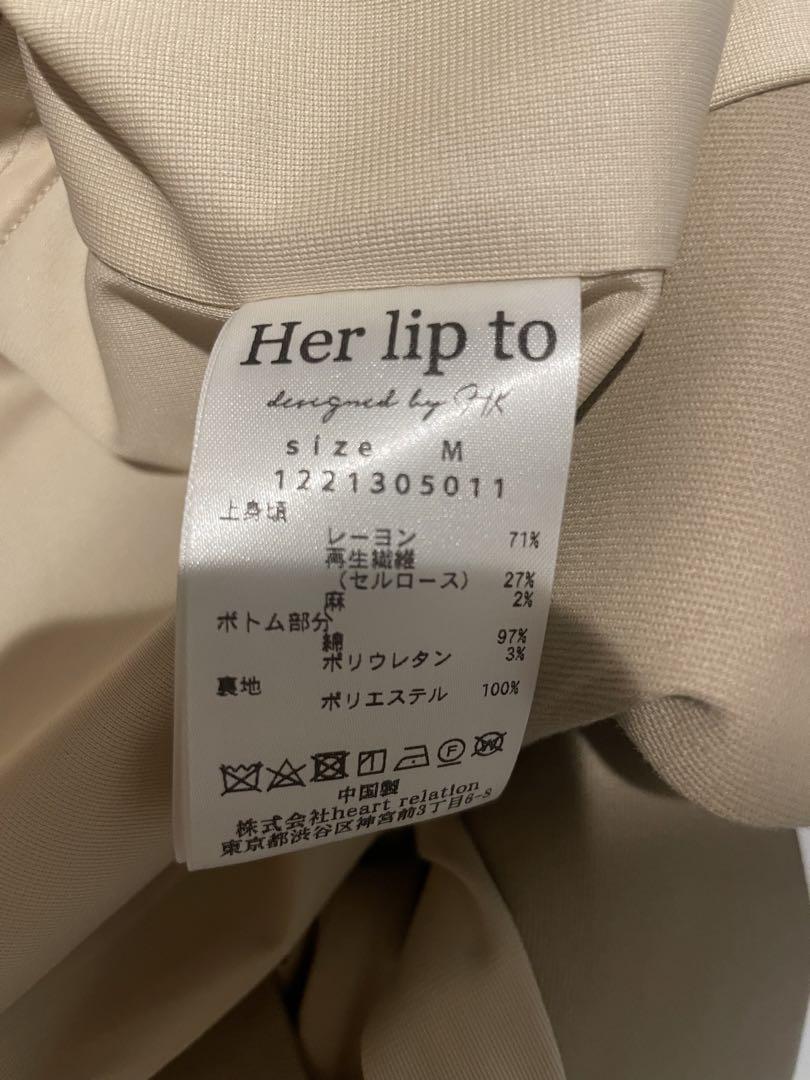 Her lip to
designed by HK
size M
1221305011
上身頃
レーヨン 71%
再生繊維
（セルロース） 27%
麻 2%
ボトム部分
綿 97%
ポリウレタン 3%
裏地
ポリエステル 100%
中国製
株式会社heart relation
東京都渋谷区神宮前3丁目6-8